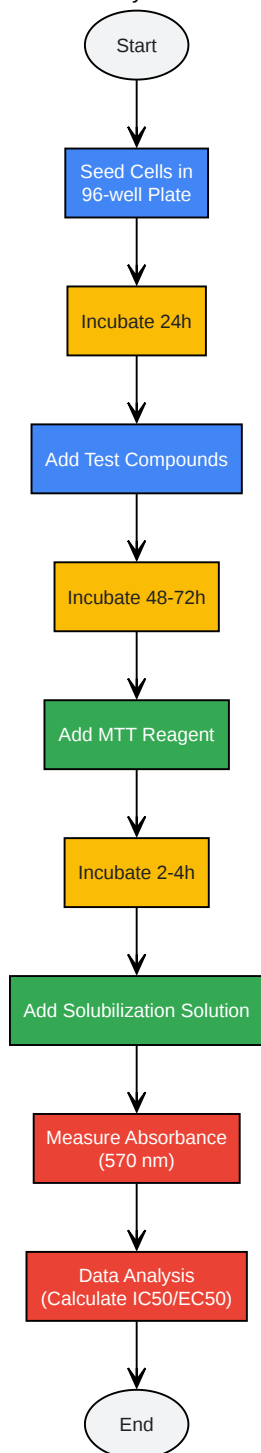 Start
Seed Cells in
96-well Plate
Incubate 24h
Add Test Compounds
Incubate 48-72h
Add MTT Reagent
Incubate 2-4h
Add Solubilization Solution
Measure Absorbance
(570 nm)
Data Analysis
(Calculate IC50/EC50)
End